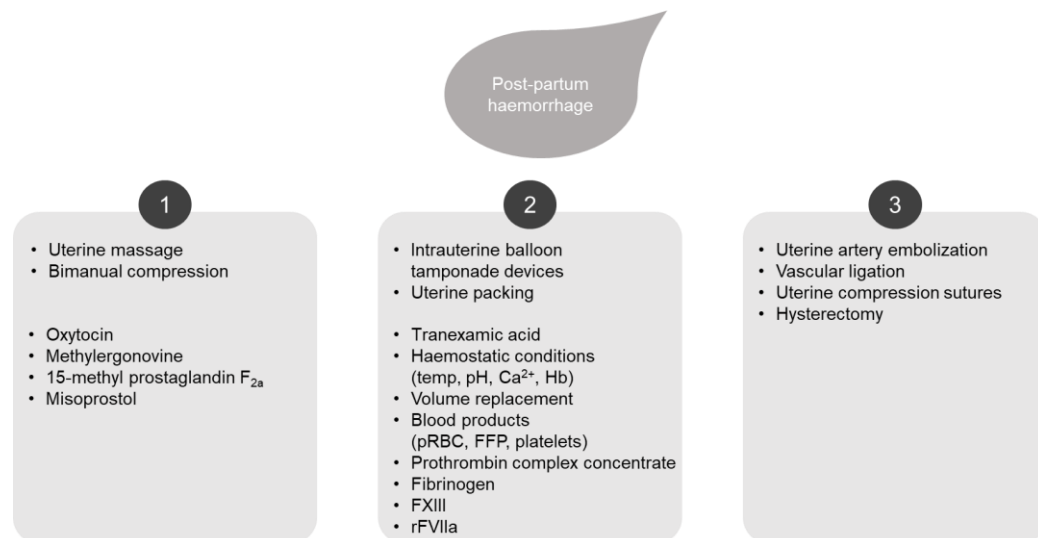 Post-partum
haemorrhage
1
• Uterine massage
• Bimanual compression
• Oxytocin
• Methylergonovine
• 15-methyl prostaglandin F₂ₐ
• Misoprostol
2
• Intrauterine balloon
tamponade devices
• Uterine packing
• Tranexamic acid
• Haemostatic conditions
(temp, pH, Ca²⁺, Hb)
• Volume replacement
• Blood products
(pRBC, FFP, platelets)
• Prothrombin complex concentrate
• Fibrinogen
• FXIII
• rFVIIa
3
• Uterine artery embolization
• Vascular ligation
• Uterine compression sutures
• Hysterectomy